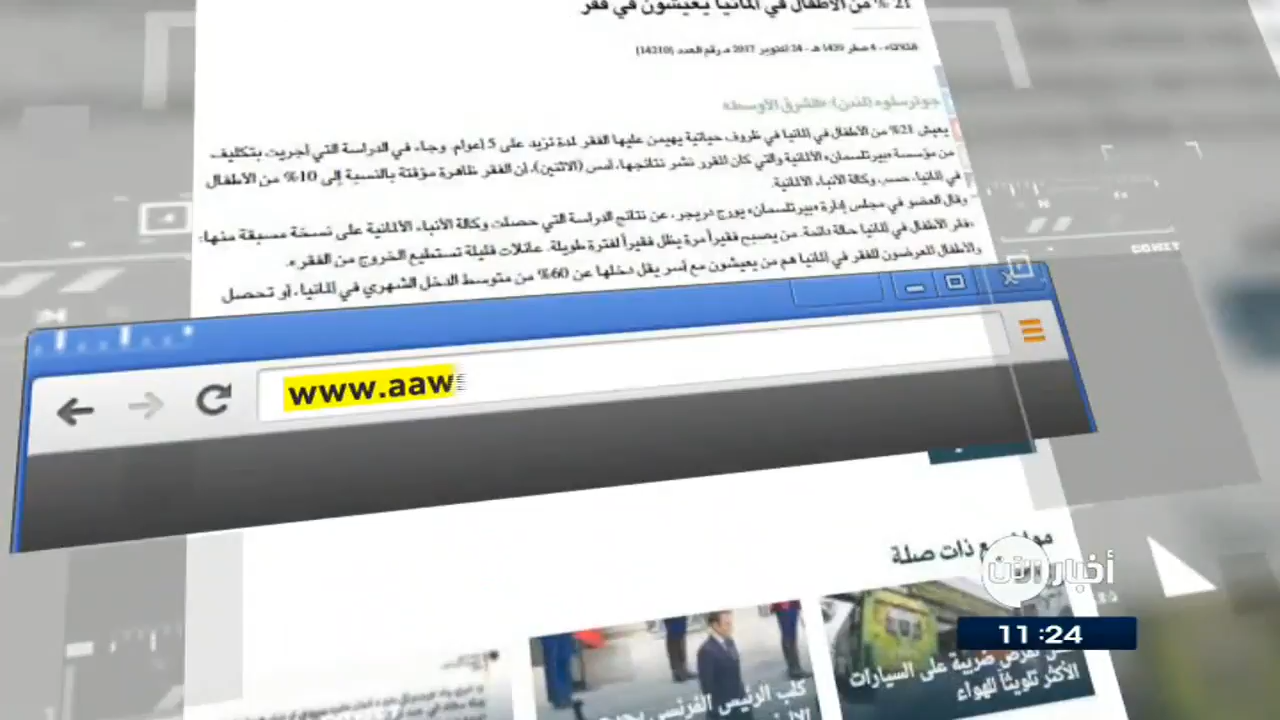 21 % من الأطفال في ألمانيا يعيشون في فقر
الثلاثاء - 4 صفر 1439 هـ - 24 أكتوبر 2017 مـ رقم العدد [14210]
جوترسلوه (لندن): «الشرق الأوسط»
يعيش 21% من الأطفال في ألمانيا في ظروف حياتية يهيمن عليها الفقر لمدة تزيد على 5 أعوام. وجاء في الدراسة التي أجريت بتكليف
من مؤسسة «بيرتلسمان» الألمانية والتي كان المقرر نشر نتائجها، أمس (الاثنين)، أن الفقر ظاهرة مؤقتة بالنسبة إلى 10% من الأطفال
في ألمانيا، حسب وكالة الأنباء الألمانية.
وقال العضو في مجلس إدارة «بيرتلسمان» يورج دريجر، عن نتائج الدراسة التي حصلت وكالة الأنباء الألمانية على نسخة مسبقة منها:
«فقر الأطفال في ألمانيا حالة دائمة. من يصبح فقيراً مرة يظل فقيراً لفترة طويلة. عائلات قليلة تستطيع الخروج من الفقر».
والأطفال المعرضون للفقر في ألمانيا هم من يعيشون مع أسر يقل دخلها عن 60% من متوسط الدخل الشهري في ألمانيا، أو تحصل
www.aaw
ذات صلة
أخبار الآن
11:24
ضريبة على السيارات
الأكثر تلويثاً للهواء
كلب الرئيس الفرنسي